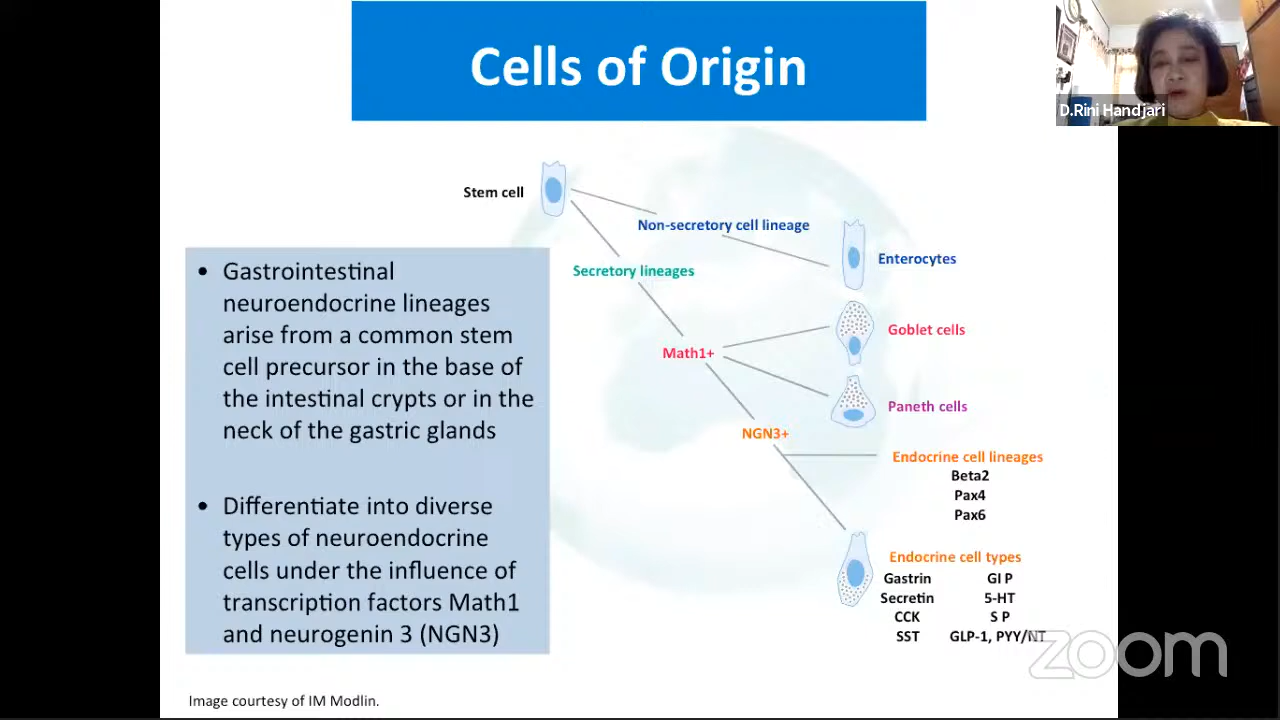 Cells of Origin
D.Rini Handjari
Stem cell
Non-secretory cell lineage
Enterocytes
Secretory lineages
Goblet cells
Math1+
Paneth cells
NGN3+
Endocrine cell lineages
Beta2
Pax4
Pax6
Endocrine cell types
Gastrin GI P
Secretin 5-HT
CCK S P
SST GLP-1, PYY/NT
• Gastrointestinal
neuroendocrine lineages
arise from a common stem
cell precursor in the base of
the intestinal crypts or in the
neck of the gastric glands
• Differentiate into diverse
types of neuroendocrine
cells under the influence of
transcription factors Math1
and neurogenin 3 (NGN3)
Image courtesy of IM Modlin.
zoom